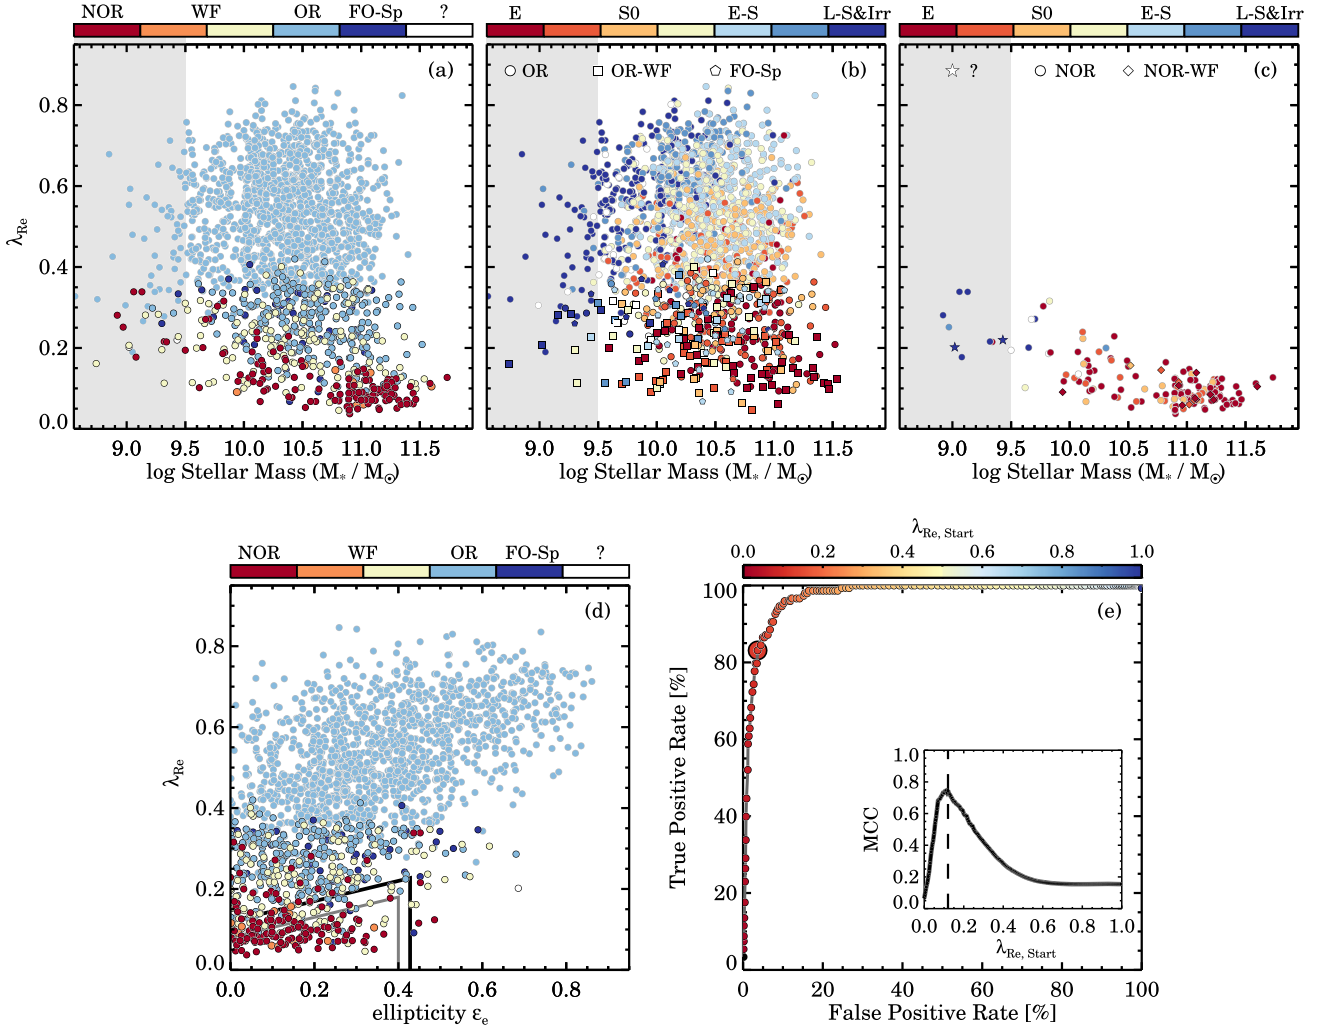 NOR WF OR FO-Sp ?
E S0 E-S L-S&Irr
E S0 E-S L-S&Irr
(a)
OR OR-WF FO-Sp (b)
? NOR NOR-WF (c)
0.8
0.6
λRe
0.4
0.2
0.0
9.0 9.5 10.0 10.5 11.0 11.5
9.0 9.5 10.0 10.5 11.0 11.5
9.0 9.5 10.0 10.5 11.0 11.5
log Stellar Mass (M* / M⊙)
log Stellar Mass (M* / M⊙)
log Stellar Mass (M* / M⊙)
NOR WF OR FO-Sp ?
(d)
0.8
0.6
λRe
0.4
0.2
0.0
0.0 0.2 0.4 0.6 0.8
ellipticity εe
λRe, Start
0.0 0.2 0.4 0.6 0.8 1.0
(e)
100
80
60
40
20
0
True Positive Rate [%]
0 20 40 60 80 100
False Positive Rate [%]
1.0
0.8
0.6
0.4
0.2
0.0
MCC
0.0 0.2 0.4 0.6 0.8 1.0
λRe, Start